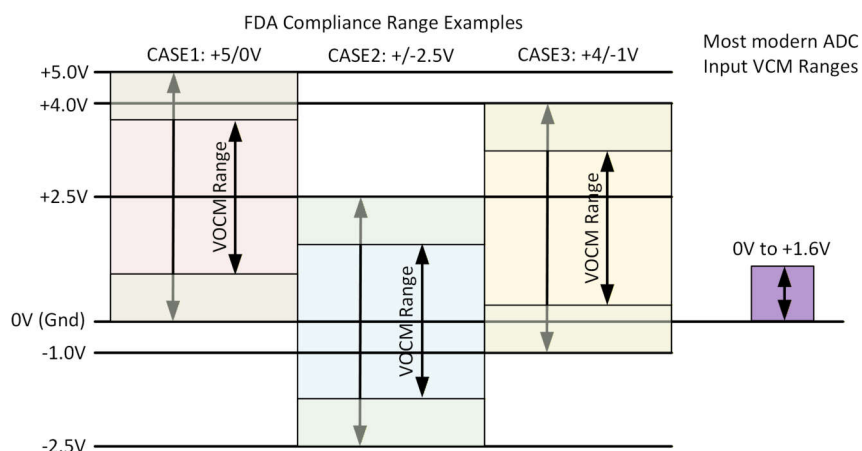 FDA Compliance Range Examples
CASE1: +5/0V
CASE2: +/-2.5V
CASE3: +4/-1V
Most modern ADC
Input VCM Ranges
+5.0V
+4.0V
+2.5V
0V (Gnd)
-1.0V
-2.5V
VOCM Range
VOCM Range
VOCM Range
0V to +1.6V